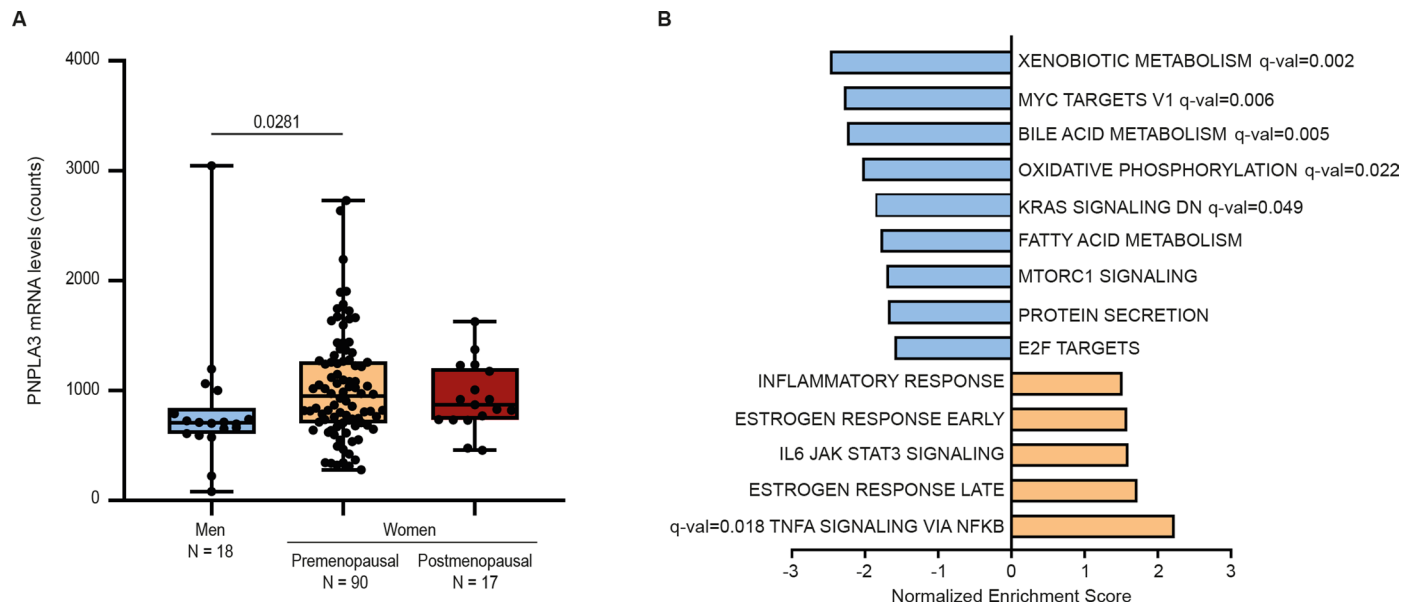 A
PNPLA3 mRNA levels (counts)
4000
3000
2000
1000
0
0.0281
Men
N = 18
Women
Premenopausal
N = 90
Postmenopausal
N = 17
B
XENOBIOTIC METABOLISM q-val=0.002
MYC TARGETS V1 q-val=0.006
BILE ACID METABOLISM q-val=0.005
OXIDATIVE PHOSPHORYLATION q-val=0.022
KRAS SIGNALING DN q-val=0.049
FATTY ACID METABOLISM
MTORC1 SIGNALING
PROTEIN SECRETION
E2F TARGETS
INFLAMMATORY RESPONSE
ESTROGEN RESPONSE EARLY
IL6 JAK STAT3 SIGNALING
ESTROGEN RESPONSE LATE
q-val=0.018 TNFA SIGNALING VIA NFKB
-3 -2 -1 0 1 2 3
Normalized Enrichment Score